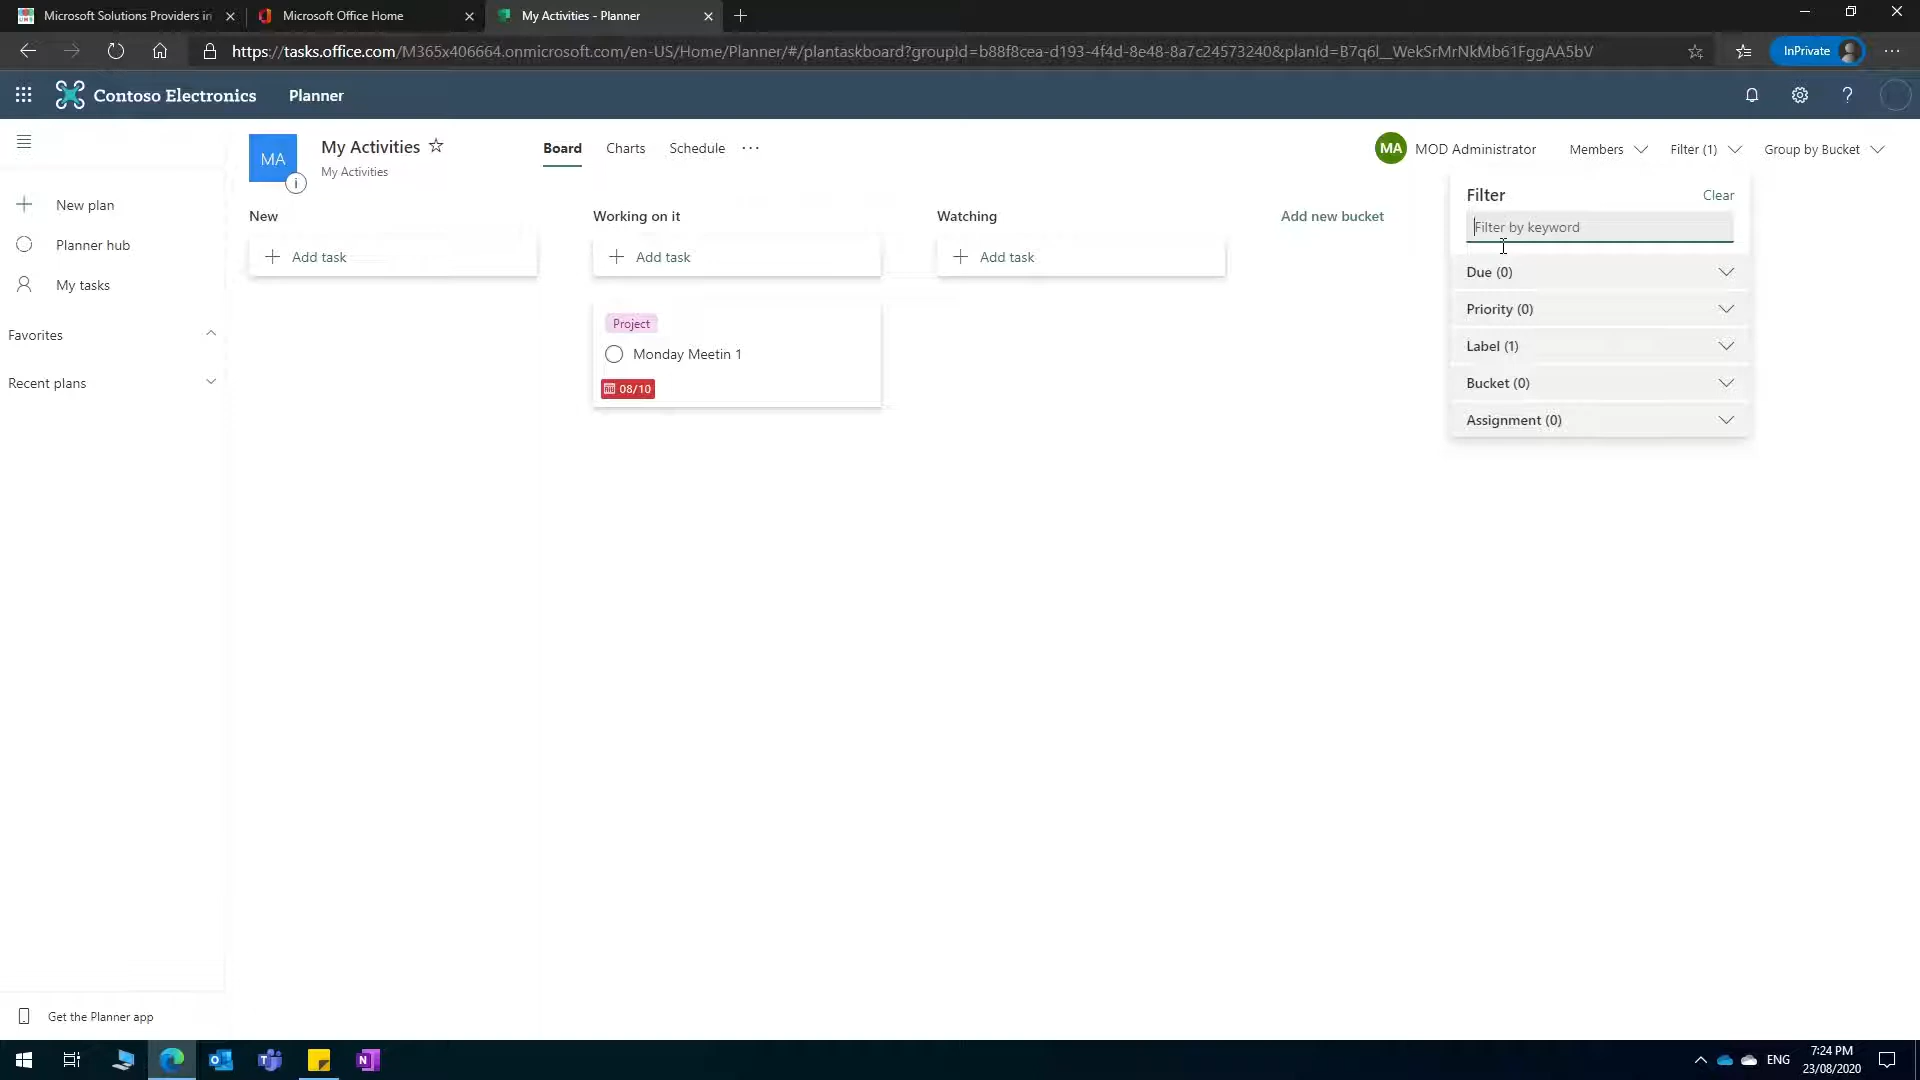 Microsoft Solutions Providers in
Microsoft Office Home
My Activities - Planner
https://tasks.office.com/M365x406664.onmicrosoft.com/en-US/Home/Planner/#/plantaskboard?groupId=b88f8cea-d193-4f4d-8e48-8a7c24573240&planId=B7q6l__WekSrMrNkMb61FggAA5bV
InPrivate
Contoso Electronics
Planner
MA
My Activities
My Activities
Board
Charts
Schedule
MA
MOD Administrator
Members
Filter (1)
Group by Bucket
New plan
Planner hub
My tasks
Favorites
Recent plans
New
Add task
Working on it
Add task
Project
Monday Meetin 1
08/10
Watching
Add task
Add new bucket
Filter
Clear
Filter by keyword
Due (0)
Priority (0)
Label (1)
Bucket (0)
Assignment (0)
Get the Planner app
ENG
7:24 PM
23/08/2020